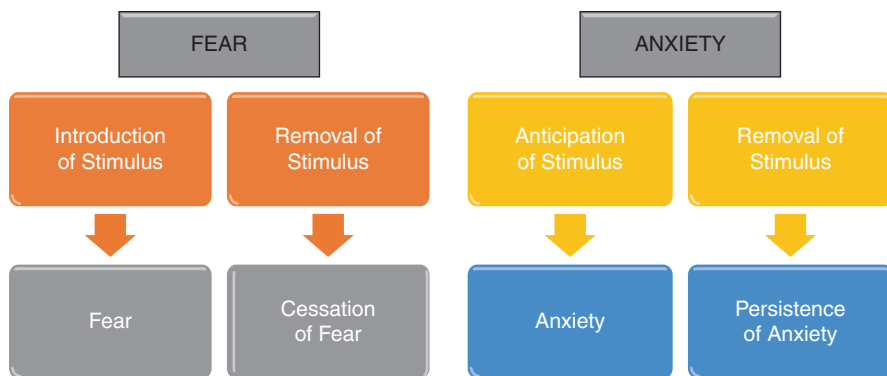 FEAR
ANXIETY
Introduction
of Stimulus
Removal of
Stimulus
Anticipation
of Stimulus
Removal of
Stimulus
Fear
Cessation
of Fear
Anxiety
Persistence
of Anxiety